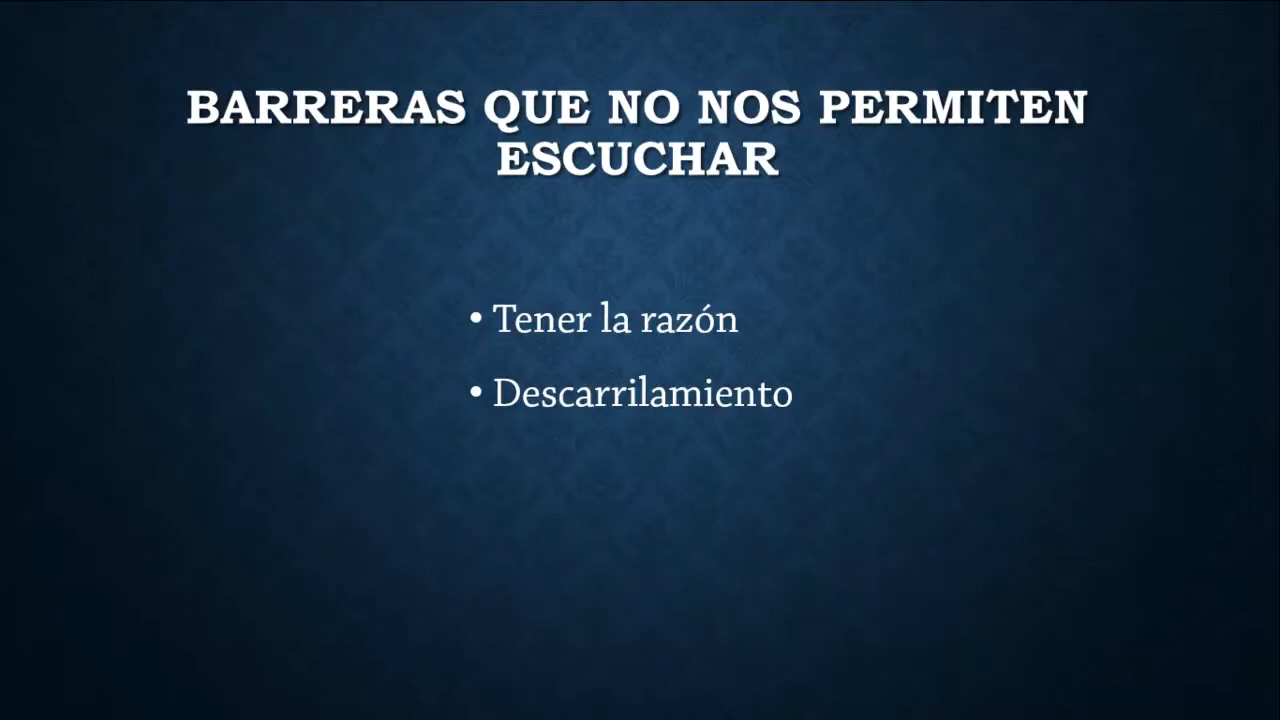 BARRERAS QUE NO NOS PERMITEN
ESCUCHAR
• Tener la razón
• Descarrilamiento